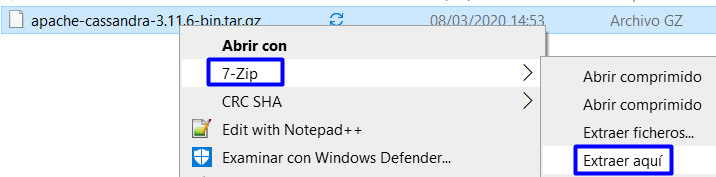 apache-cassandra-3.11.6-bin.tar.gz 08/03/2020 14:53 Archivo GZ
Abrir con
7-Zip
Abrir comprimido
CRC SHA
Abrir comprimido
Edit with Notepad++
Extraer ficheros...
Examinar con Windows Defender...
Extraer aquí